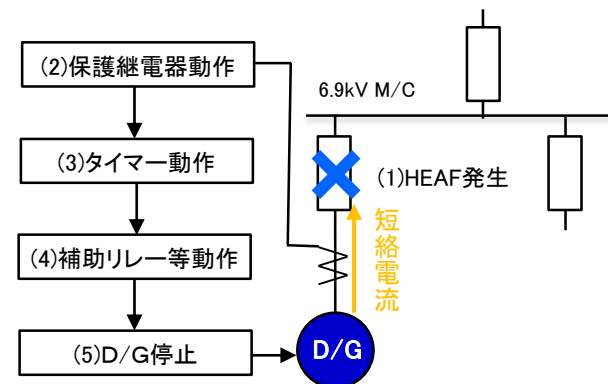 (2)保護継電器動作
6.9kV M/C
(3)タイマー動作
(1)HEAF発生
短絡電流
(4)補助リレー等動作
(5)D/G停止
D/G